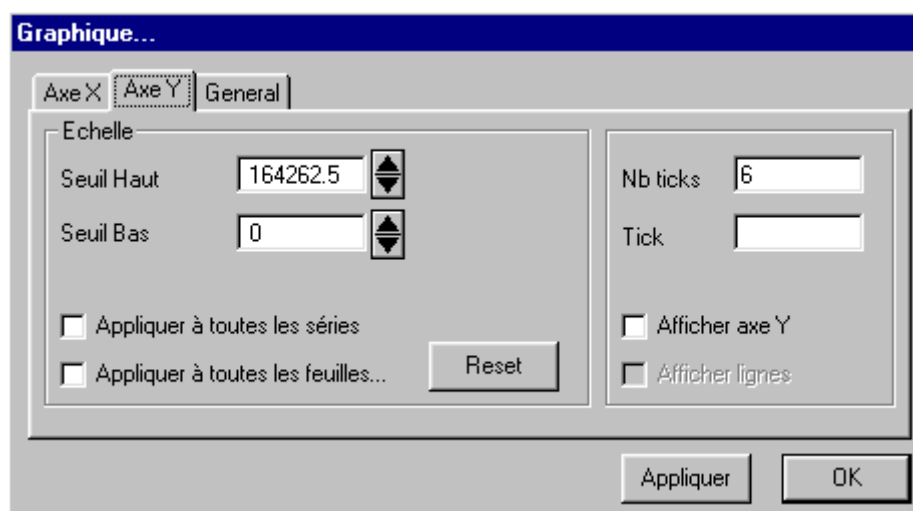 Graphique...
Axe X Axe Y General
Echelle
Seuil Haut 164262.5
Seuil Bas 0
Appliquer à toutes les séries
Appliquer à toutes les feuilles...
Reset
Nb ticks 6
Tick
Afficher axe Y
Afficher lignes
Appliquer OK